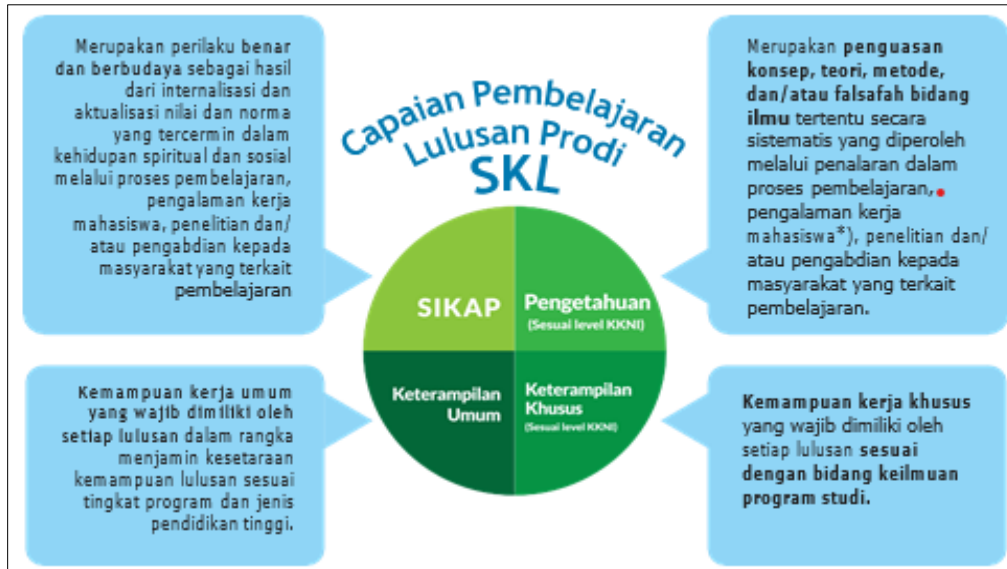 Merupakan perilaku benar
dan berbudaya sebagai hasil
dari internalisasi dan
aktualisasi nilai dan norma
yang tercermin dalam
kehidupan spiritual dan sosial
melalui proses pembelajaran,
pengalaman kerja
mahasiswa, penelitian dan/
atau pengabdian kepada
masyarakat yang terkait
pembelajaran
Capaian Pembelajaran
Lulusan Prodi
SKL
Merupakan penguasan
konsep, teori, metode,
dan/atau falsafah bidang
ilmu tertentu secara
sistematis yang diperoleh
melalui penalaran dalam
proses pembelajaran,
pengalaman kerja
mahasiswa*), penelitian dan/
atau pengabdian kepada
masyarakat yang terkait
pembelajaran.
SIKAP
Pengetahuan
(Sesuai level KKNI)
Keterampilan
Umum
Keterampilan
Khusus
(Sesuai level KKNI)
Kemampuan kerja umum
yang wajib dimiliki oleh
setiap lulusan dalam rangka
menjamin kesetaraan
kemampuan lulusan sesuai
tingkat program dan jenis
pendidikan tinggi.
Kemampuan kerja khusus
yang wajib dimiliki oleh
setiap lulusan sesuai
dengan bidang keilmuan
program studi.